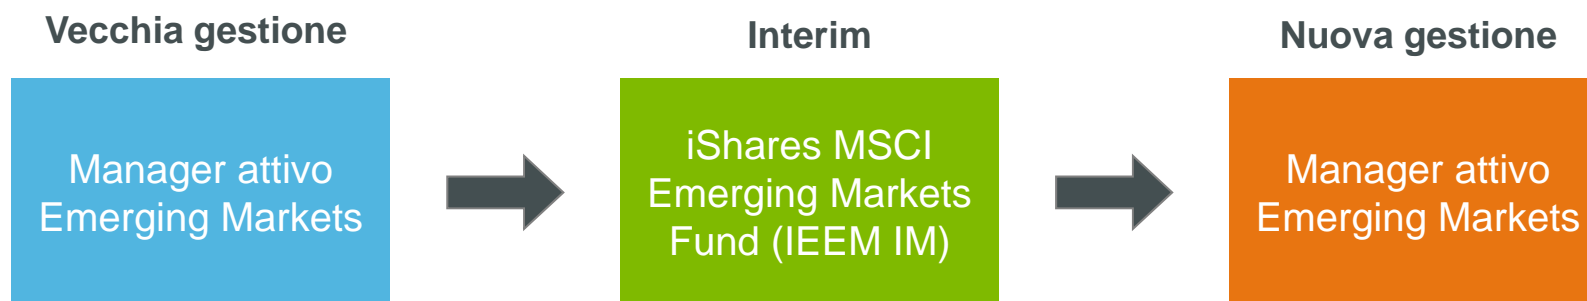 Vecchia gestione
Manager attivo
Emerging Markets
Interim
iShares MSCI
Emerging Markets
Fund (IEEM IM)
Nuova gestione
Manager attivo
Emerging Markets